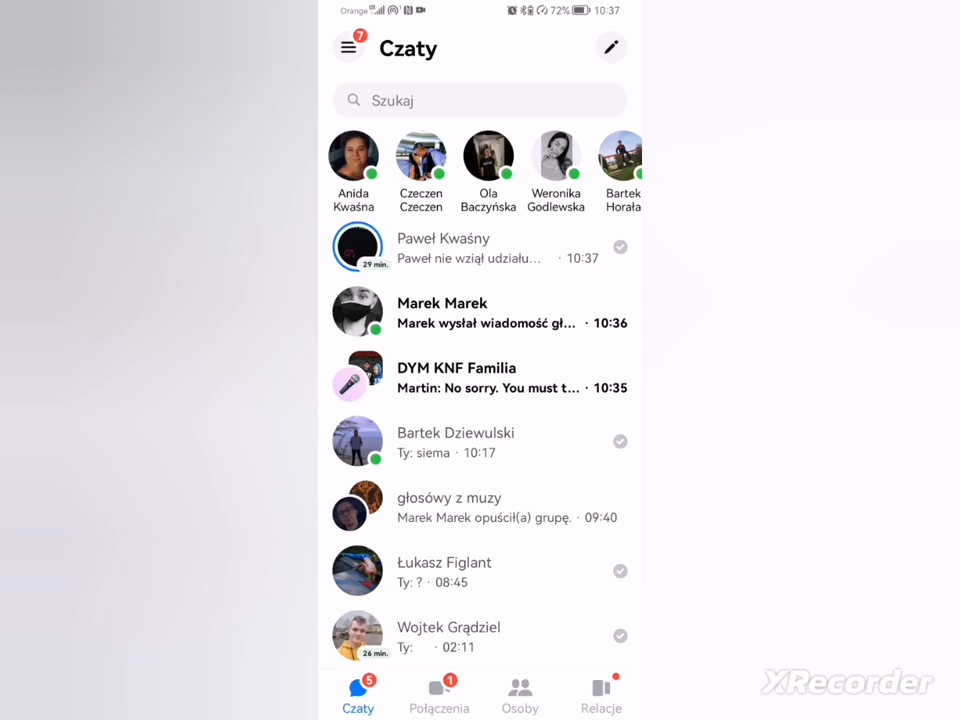 Orange 72% 10:37
7
Czaty
Szukaj
Anida Kwaśna
Czeczen Czeczen
Ola Baczyńska
Weronika Godlewska
Bartek Horała
Paweł Kwaśny
Paweł nie wziął udziału… · 10:37
29 min.
Marek Marek
Marek wysłał wiadomość gł… · 10:36
DYM KNF Familia
Martin: No sorry. You must t… · 10:35
Bartek Dziewulski
Ty: siema · 10:17
głosówy z muzy
Marek Marek opuścił(a) grupę. · 09:40
Łukasz Figlant
Ty: ? · 08:45
Wojtek Grądziel
Ty: · 02:11
26 min.
5
1
Czaty
Połączenia
Osoby
Relacje
XRecorder